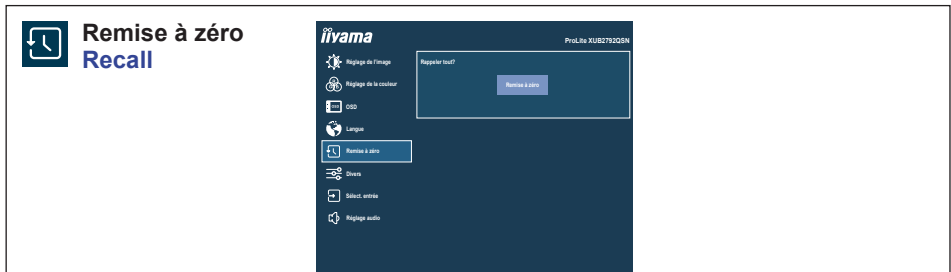 Remise à zéro
Recall
iiyama
ProLite XUB2792QSN
Réglage de l'image
Rappeler tout?
Réglage de la couleur
Remise à zéro
OSD
Langue
Remise à zéro
Divers
Sélect. entrée
Réglage audio